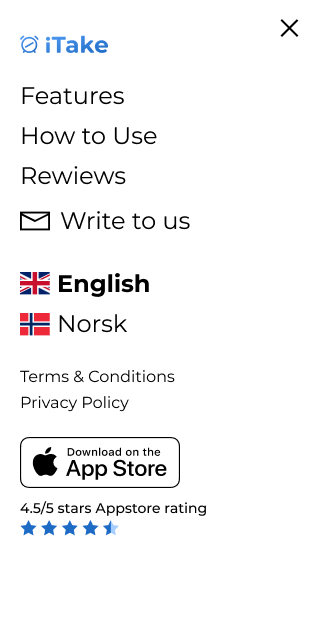 iTake
Features
How to Use
Rewiews
Write to us
English
Norsk
Terms & Conditions
Privacy Policy
Download on the
App Store
4.5/5 stars Appstore rating